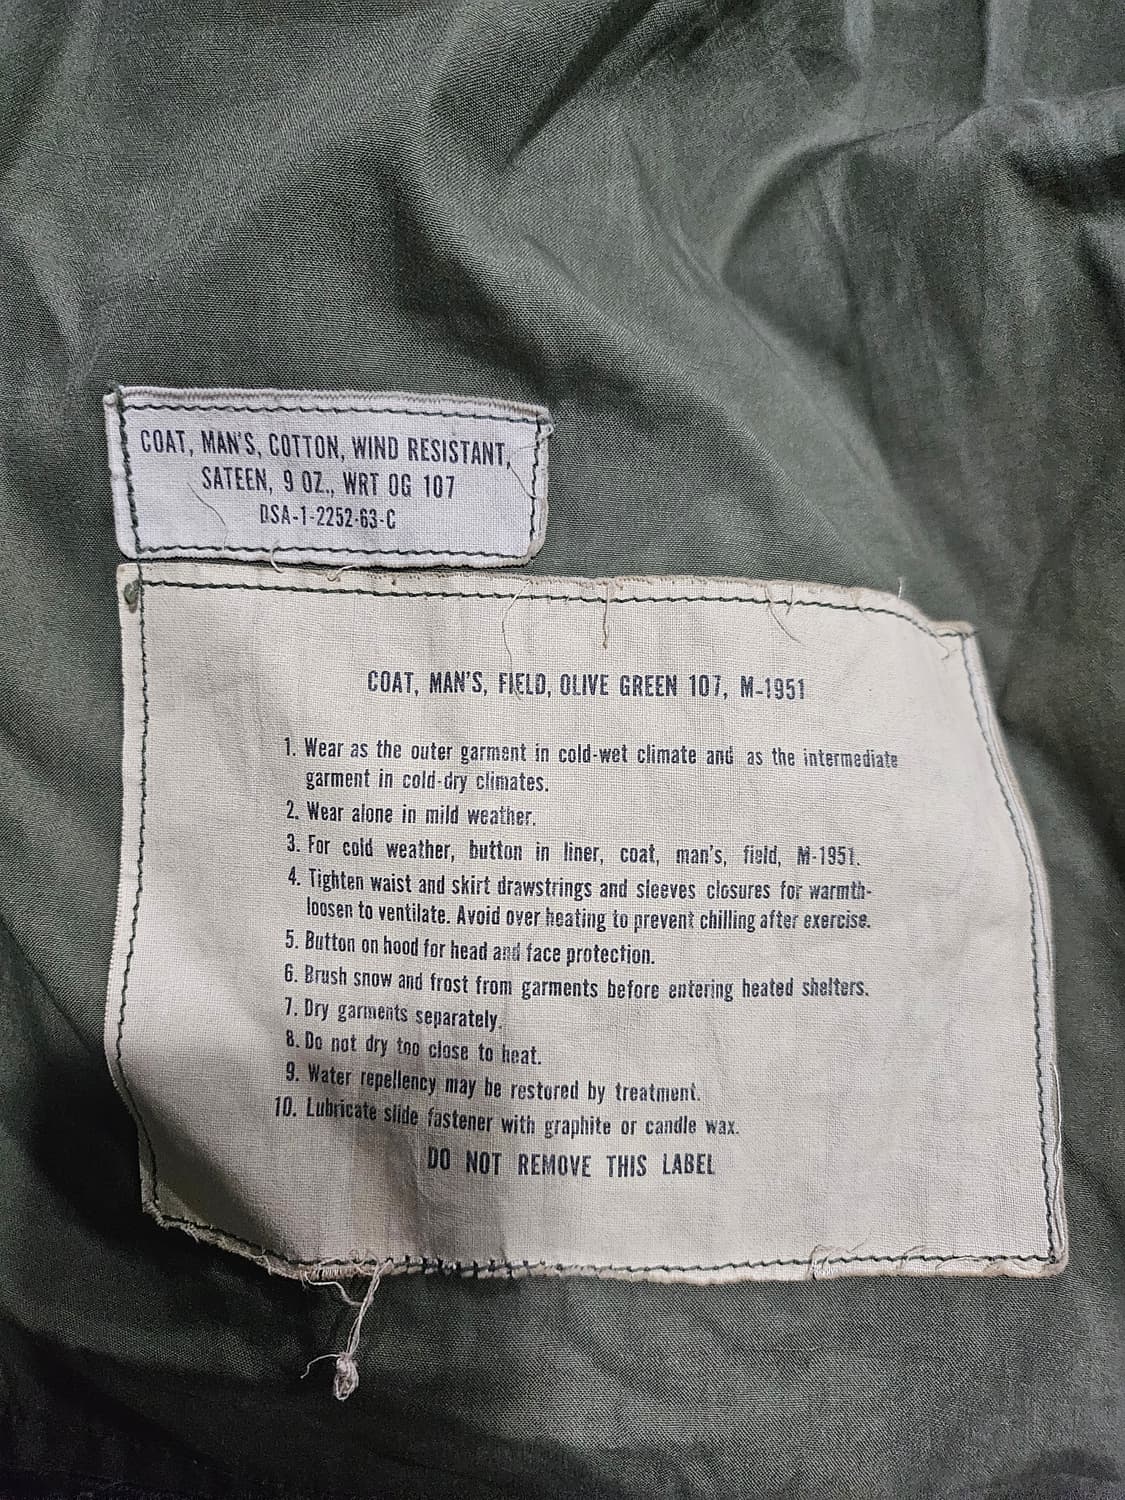 COAT, MAN'S, COTTON, WIND RESISTANT,
SATEEN, 9 OZ., WRT OG 107
DSA-1-2252-63-C
COAT, MAN'S, FIELD, OLIVE GREEN 107, M-1951
1. Wear as the outer garment in cold-wet climate and as the intermediate
garment in cold-dry climates.
2. Wear alone in mild weather.
3. For cold weather, button in liner, coat, man's, field, M-1951.
4. Tighten waist and skirt drawstrings and sleeves closures for warmth-
loosen to ventilate. Avoid over heating to prevent chilling after exercise.
5. Button on hood for head and face protection.
6. Brush snow and frost from garments before entering heated shelters.
7. Dry garments separately.
8. Do not dry too close to heat.
9. Water repellency may be restored by treatment.
10. Lubricate slide fastener with graphite or candle wax.
DO NOT REMOVE THIS LABEL